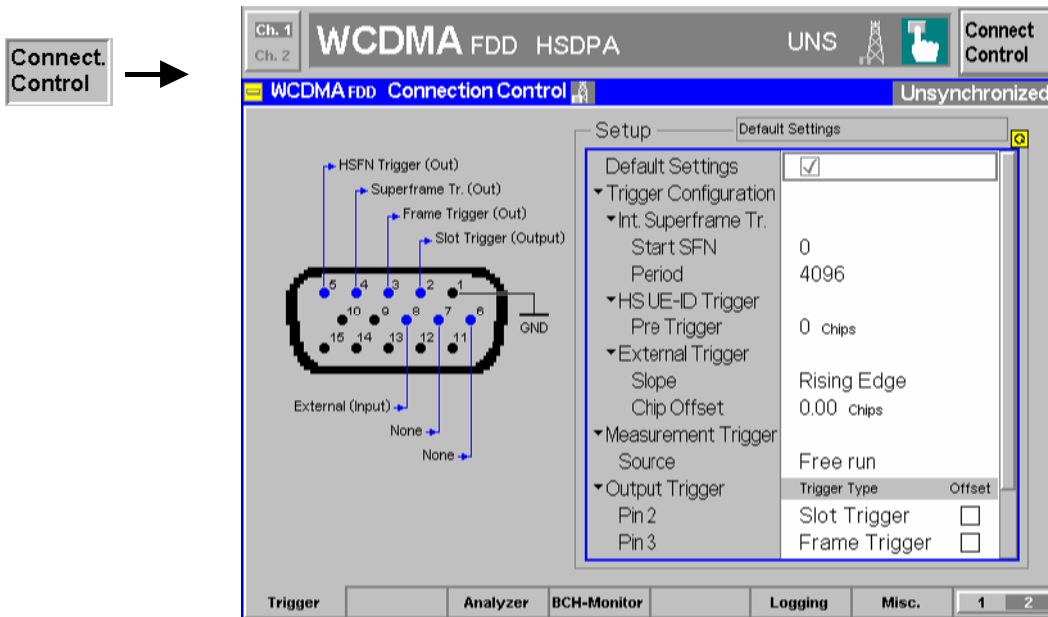 Connect.
Control
Ch. 1
Ch. 2
WCDMA FDD HSDPA
UNS
Connect
Control
WCDMA FDD Connection Control
Unsynchronized
Setup
Default Settings
HSFN Trigger (Out)
Superframe Tr. (Out)
Frame Trigger (Out)
Slot Trigger (Output)
5 4 3 2 1
10 9 8 7 6
15 14 13 12 11
GND
External (Input)
None
None
Default Settings
Trigger Configuration
Int. Superframe Tr.
Start SFN 0
Period 4096
HS UE-ID Trigger
Pre Trigger 0 Chips
External Trigger
Slope Rising Edge
Chip Offset 0.00 Chips
Measurement Trigger
Source Free run
Output Trigger Trigger Type Offset
Pin 2 Slot Trigger
Pin 3 Frame Trigger
Trigger Analyzer BCH-Monitor Logging Misc. 1 2